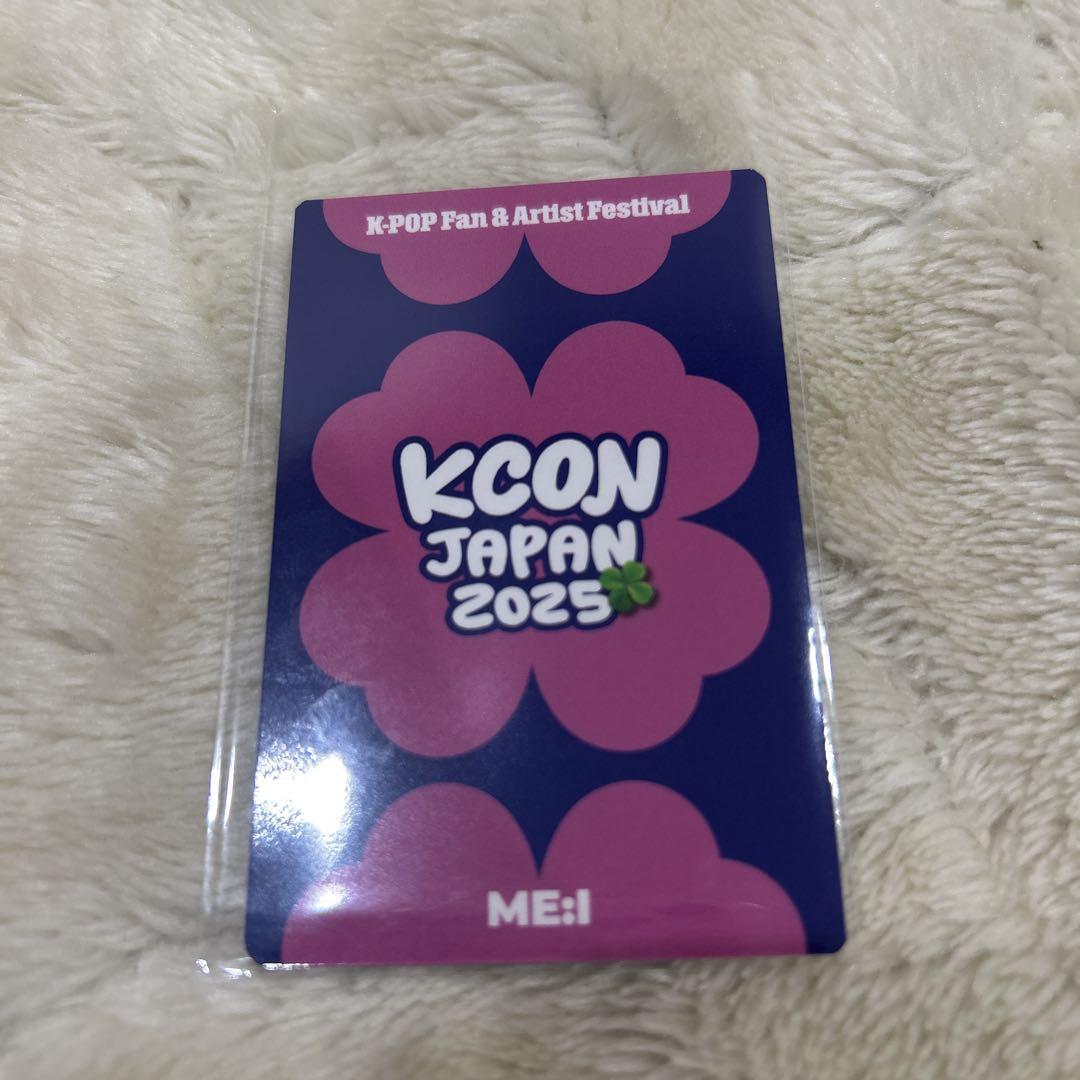 K-POP Fan & Artist Festival
KCON
JAPAN
2025
ME:I